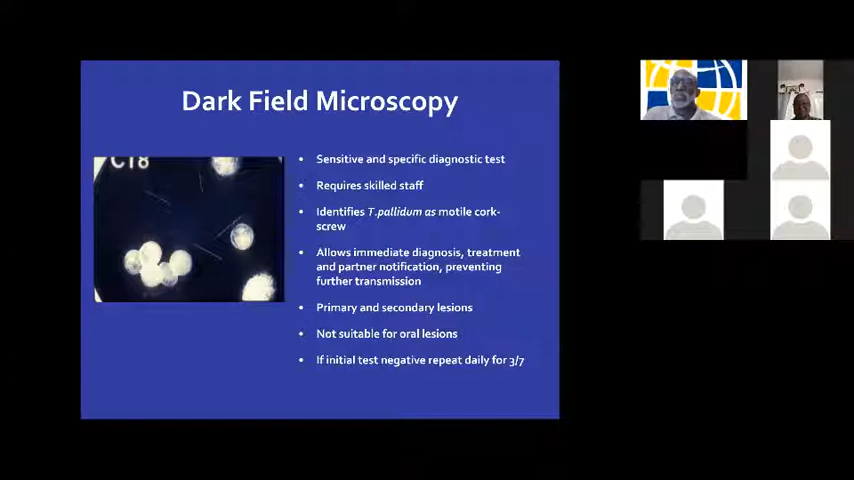 Dark Field Microscopy
CT8
• Sensitive and specific diagnostic test
• Requires skilled staff
• Identifies T.pallidum as motile cork-
screw
• Allows immediate diagnosis, treatment
and partner notification, preventing
further transmission
• Primary and secondary lesions
• Not suitable for oral lesions
• If initial test negative repeat daily for 3/7